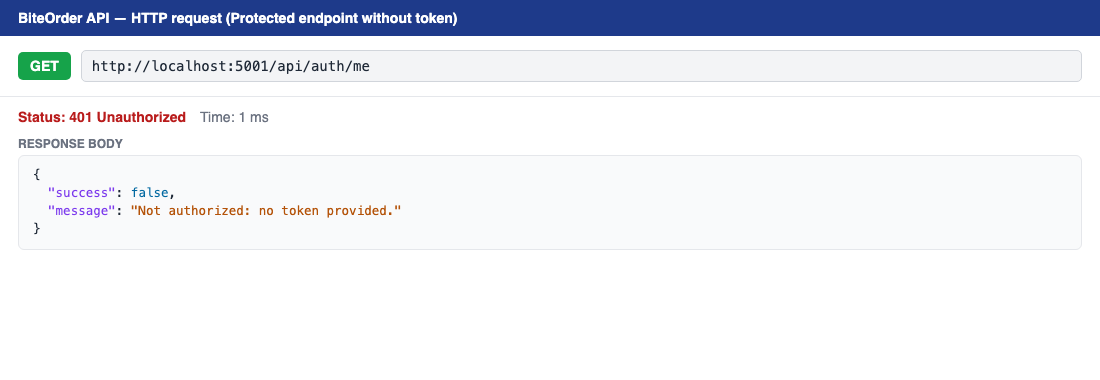 BiteOrder API — HTTP request (Protected endpoint without token)
GET http://localhost:5001/api/auth/me
Status: 401 Unauthorized Time: 1 ms
RESPONSE BODY
{
  "success": false,
  "message": "Not authorized: no token provided."
}